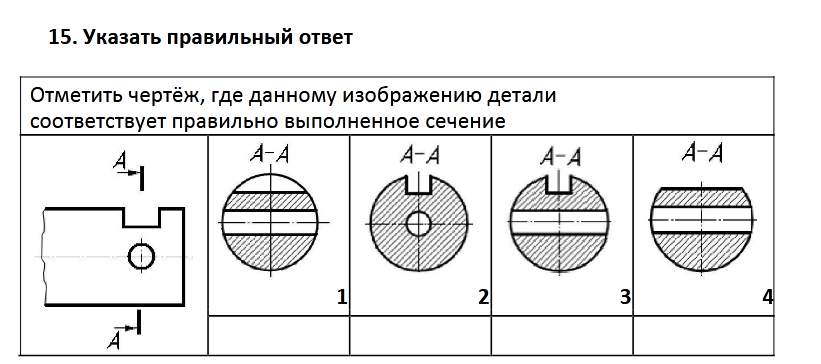 15. Указать правильный ответ
Отметить чертёж, где данному изображению детали
соответствует правильно выполненное сечение
А
А
А–А
1
А–А
2
А–А
3
А–А
4